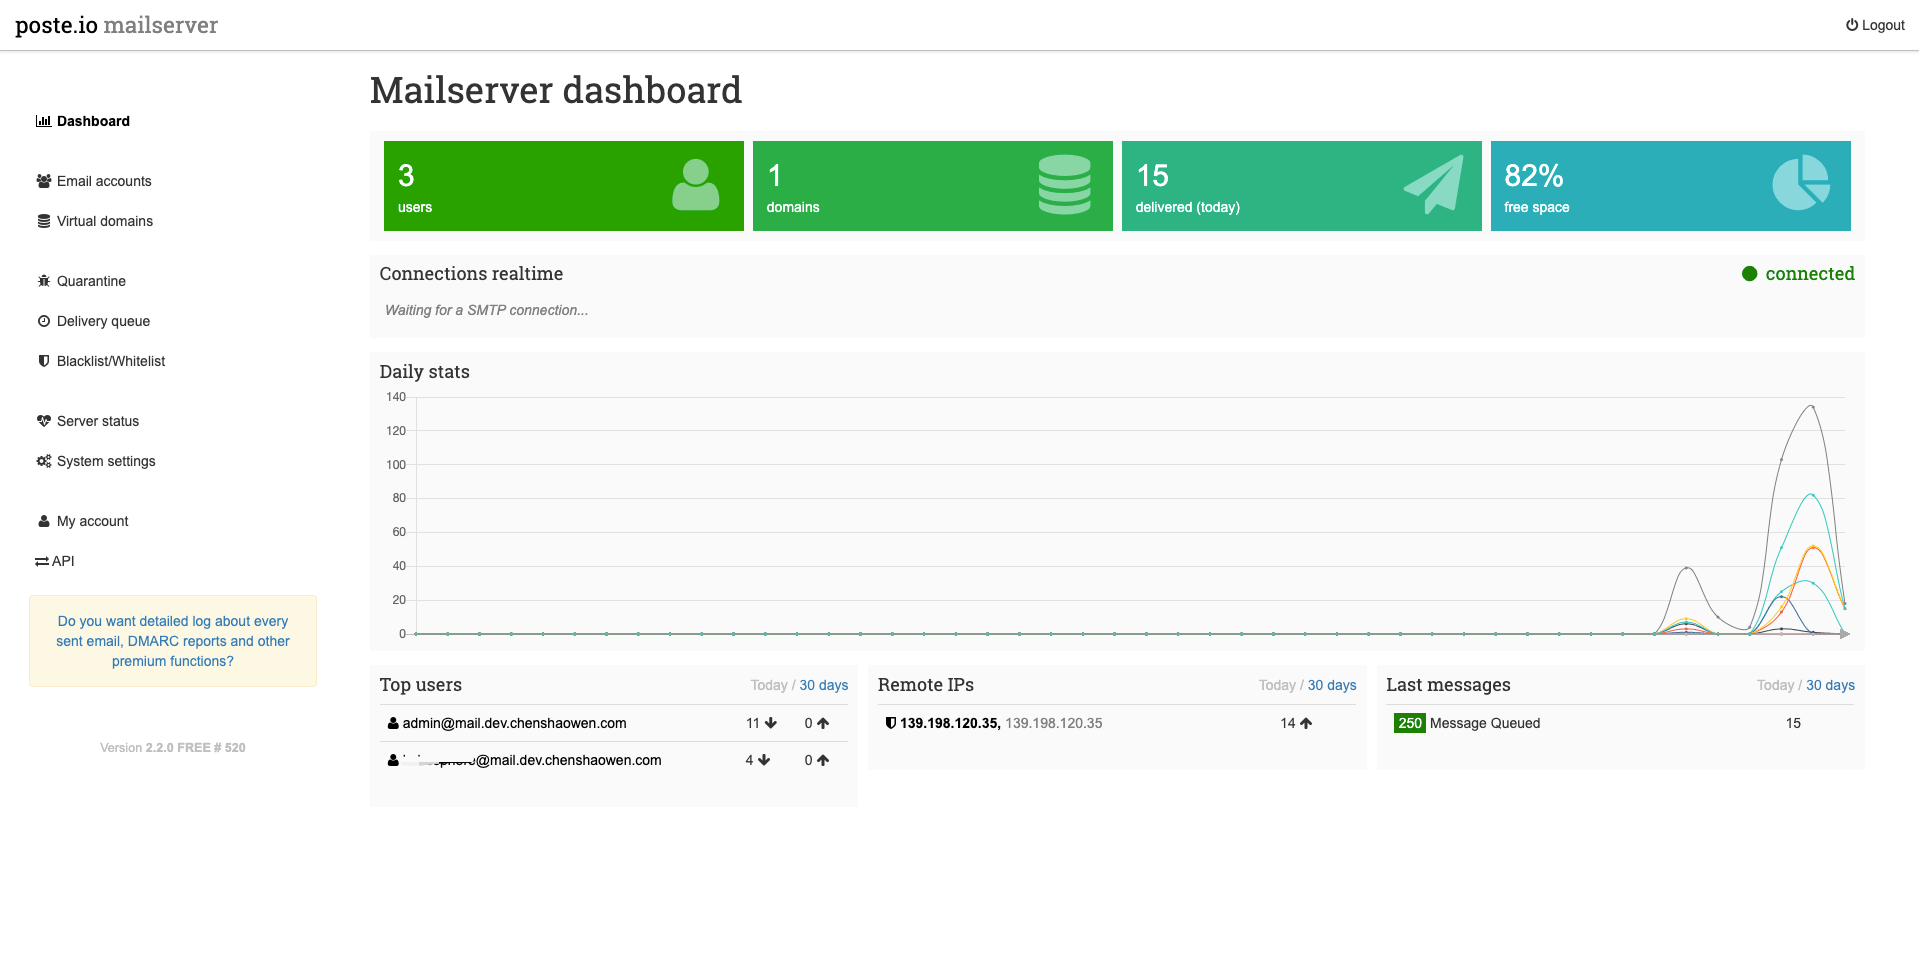 poste.io mailserver
Logout
Dashboard
Email accounts
Virtual domains
Quarantine
Delivery queue
Blacklist/Whitelist
Server status
System settings
My account
API
Do you want detailed log about every
sent email, DMARC reports and other
premium functions?
Version 2.2.0 FREE # 520
Mailserver dashboard
3
users
1
domains
15
delivered (today)
82%
free space
Connections realtime
connected
Waiting for a SMTP connection...
Daily stats
140
120
100
80
60
40
20
0
Top users Today / 30 days
admin@mail.dev.chenshaowen.com 11 0
@mail.dev.chenshaowen.com 4 0
Remote IPs Today / 30 days
139.198.120.35, 139.198.120.35 14
Last messages Today / 30 days
250 Message Queued 15